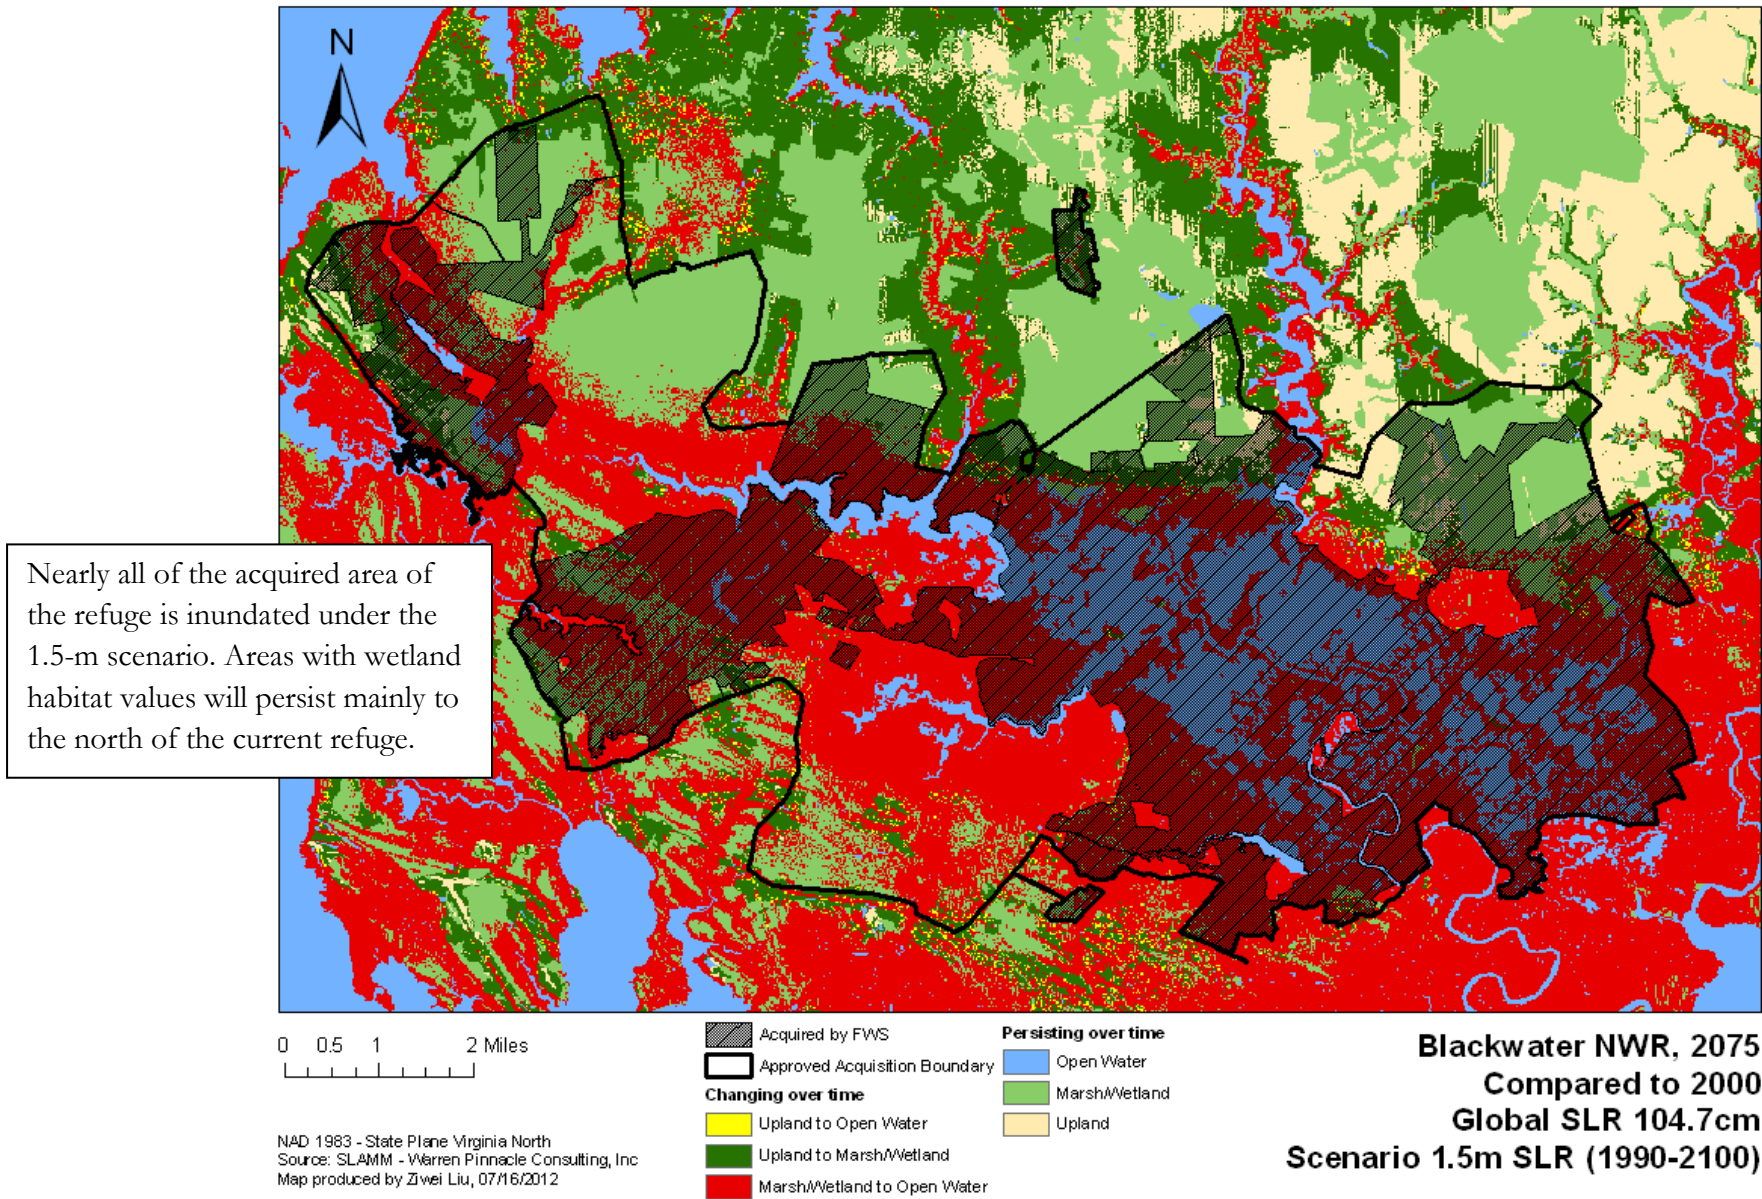 N
Nearly all of the acquired area of
the refuge is inundated under the
1.5-m scenario. Areas with wetland
habitat values will persist mainly to
the north of the current refuge.
0 0.5 1 2 Miles
NAD 1983 - State Plane Virginia North
Source: SLAMM - Warren Pinnacle Consulting, Inc
Map produced by Ziwei Liu, 07/16/2012
Acquired by FWS
Approved Acquisition Boundary
Changing over time
Upland to Open Water
Upland to Marsh/Wetland
Marsh/Wetland to Open Water
Persisting over time
Open Water
Marsh/Wetland
Upland
Blackwater NWR, 2075
Compared to 2000
Global SLR 104.7cm
Scenario 1.5m SLR (1990-2100)